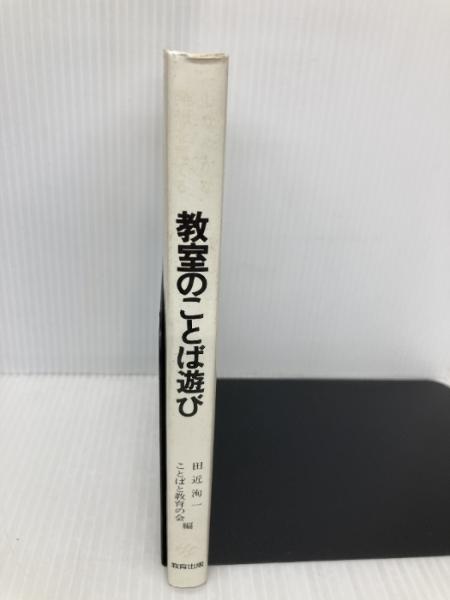 教室のことば遊び
田近洵一
ことばと教育の会
編
教育出版